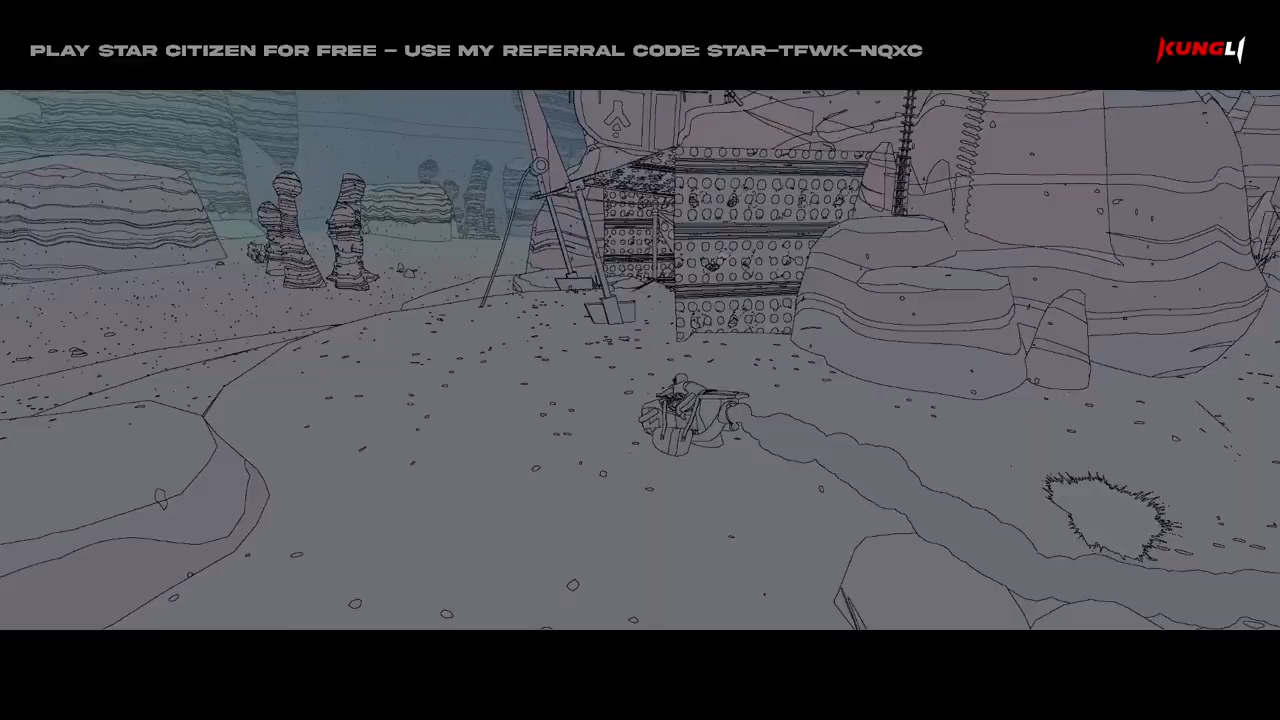 PLAY STAR CITIZEN FOR FREE – USE MY REFERRAL CODE: STAR–TFWK–NQXC
KUNGLI